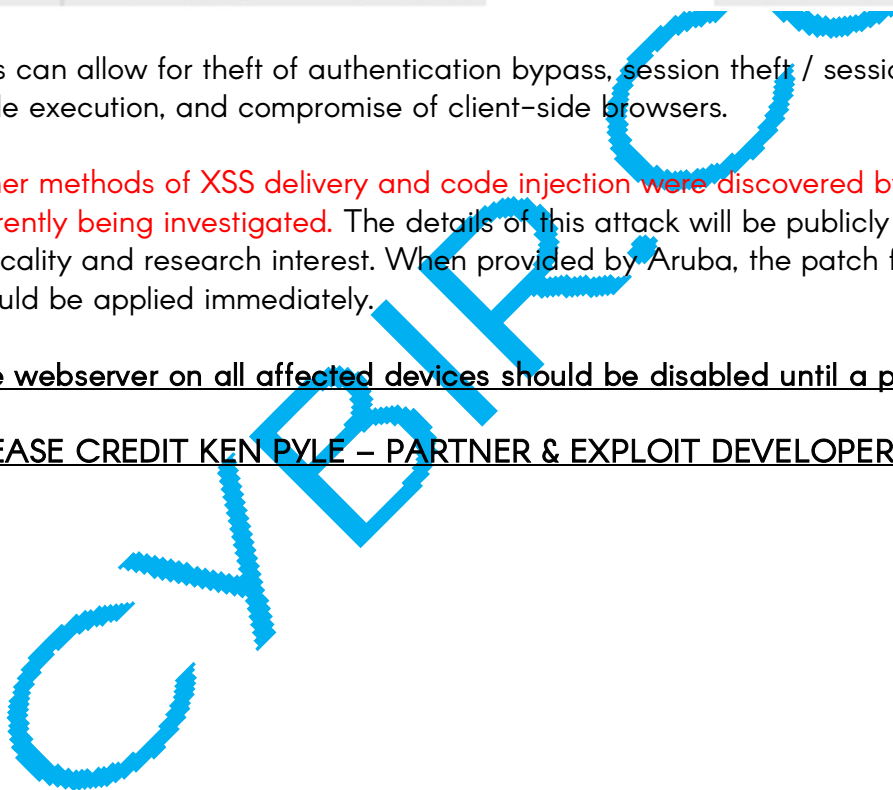 s can allow for theft of authentication bypass, session theft / sessio
le execution, and compromise of client-side browsers.
ner methods of XSS delivery and code injection were discovered by
rently being investigated. The details of this attack will be publicly
cality and research interest. When provided by Aruba, the patch f
uld be applied immediately.
e webserver on all affected devices should be disabled until a p
EASE CREDIT KEN PYLE – PARTNER & EXPLOIT DEVELOPER
CYBIR.C